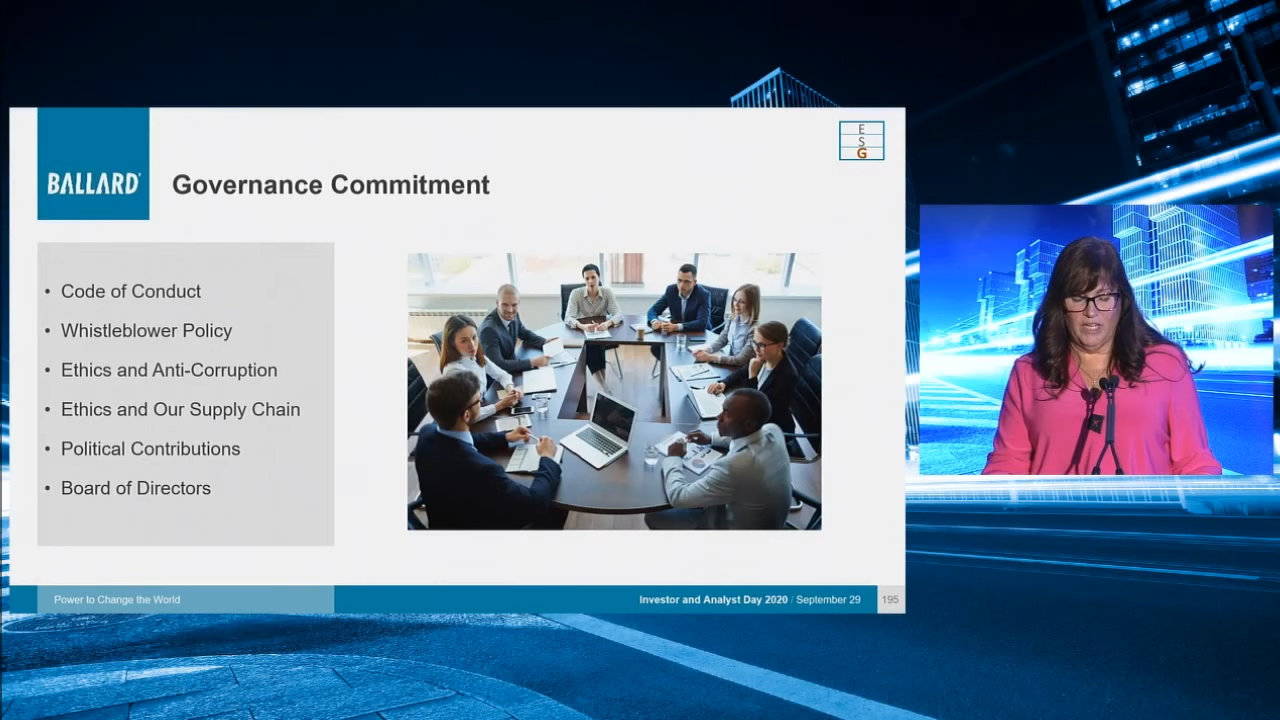 E
S
G
BALLARD
Governance Commitment
• Code of Conduct
• Whistleblower Policy
• Ethics and Anti-Corruption
• Ethics and Our Supply Chain
• Political Contributions
• Board of Directors
Power to Change the World
Investor and Analyst Day 2020 / September 29
195